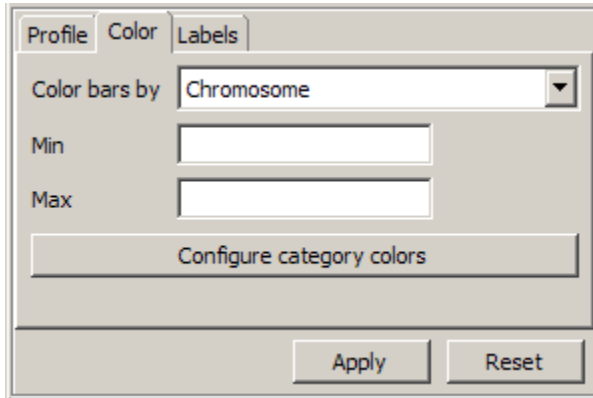 Profile Color Labels
Color bars by Chromosome
Min
Max
Configure category colors
Apply Reset